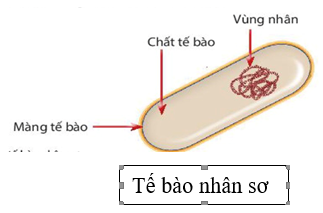 Vùng nhân
Chất tế bào
Màng tế bào
Tế bào nhân sơ